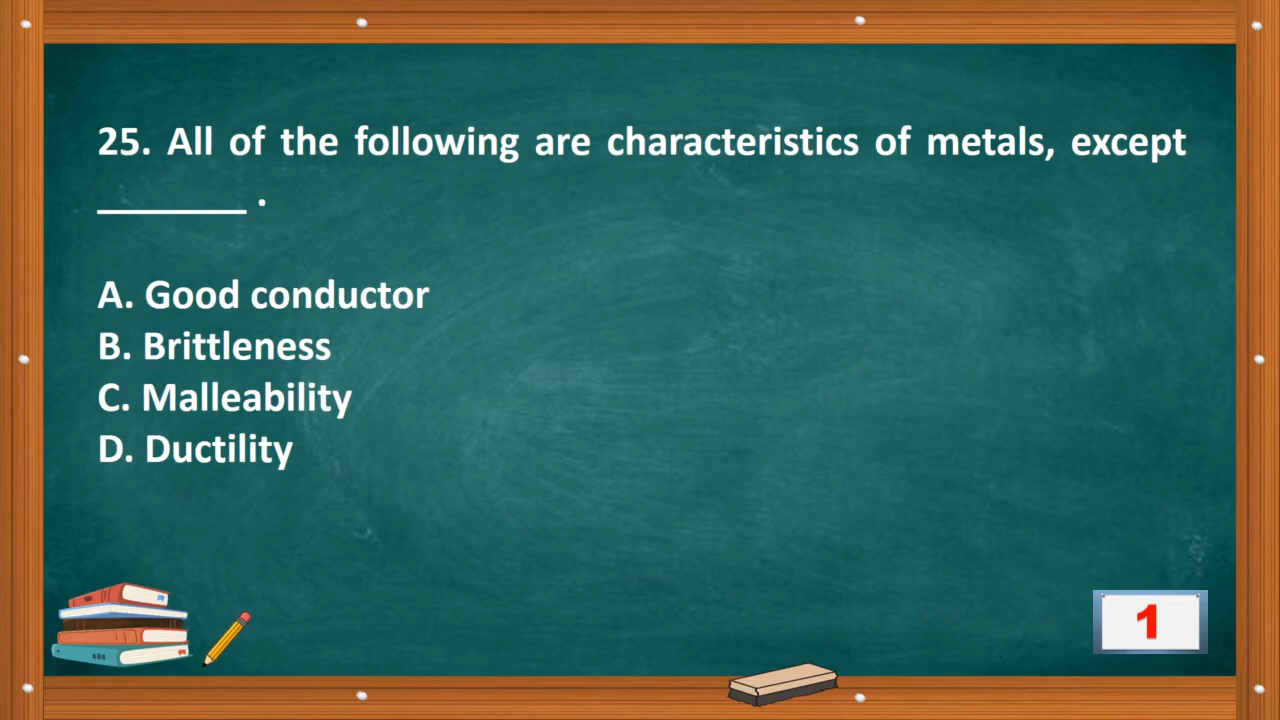 25. All of the following are characteristics of metals, except
________ .
A. Good conductor
B. Brittleness
C. Malleability
D. Ductility
1